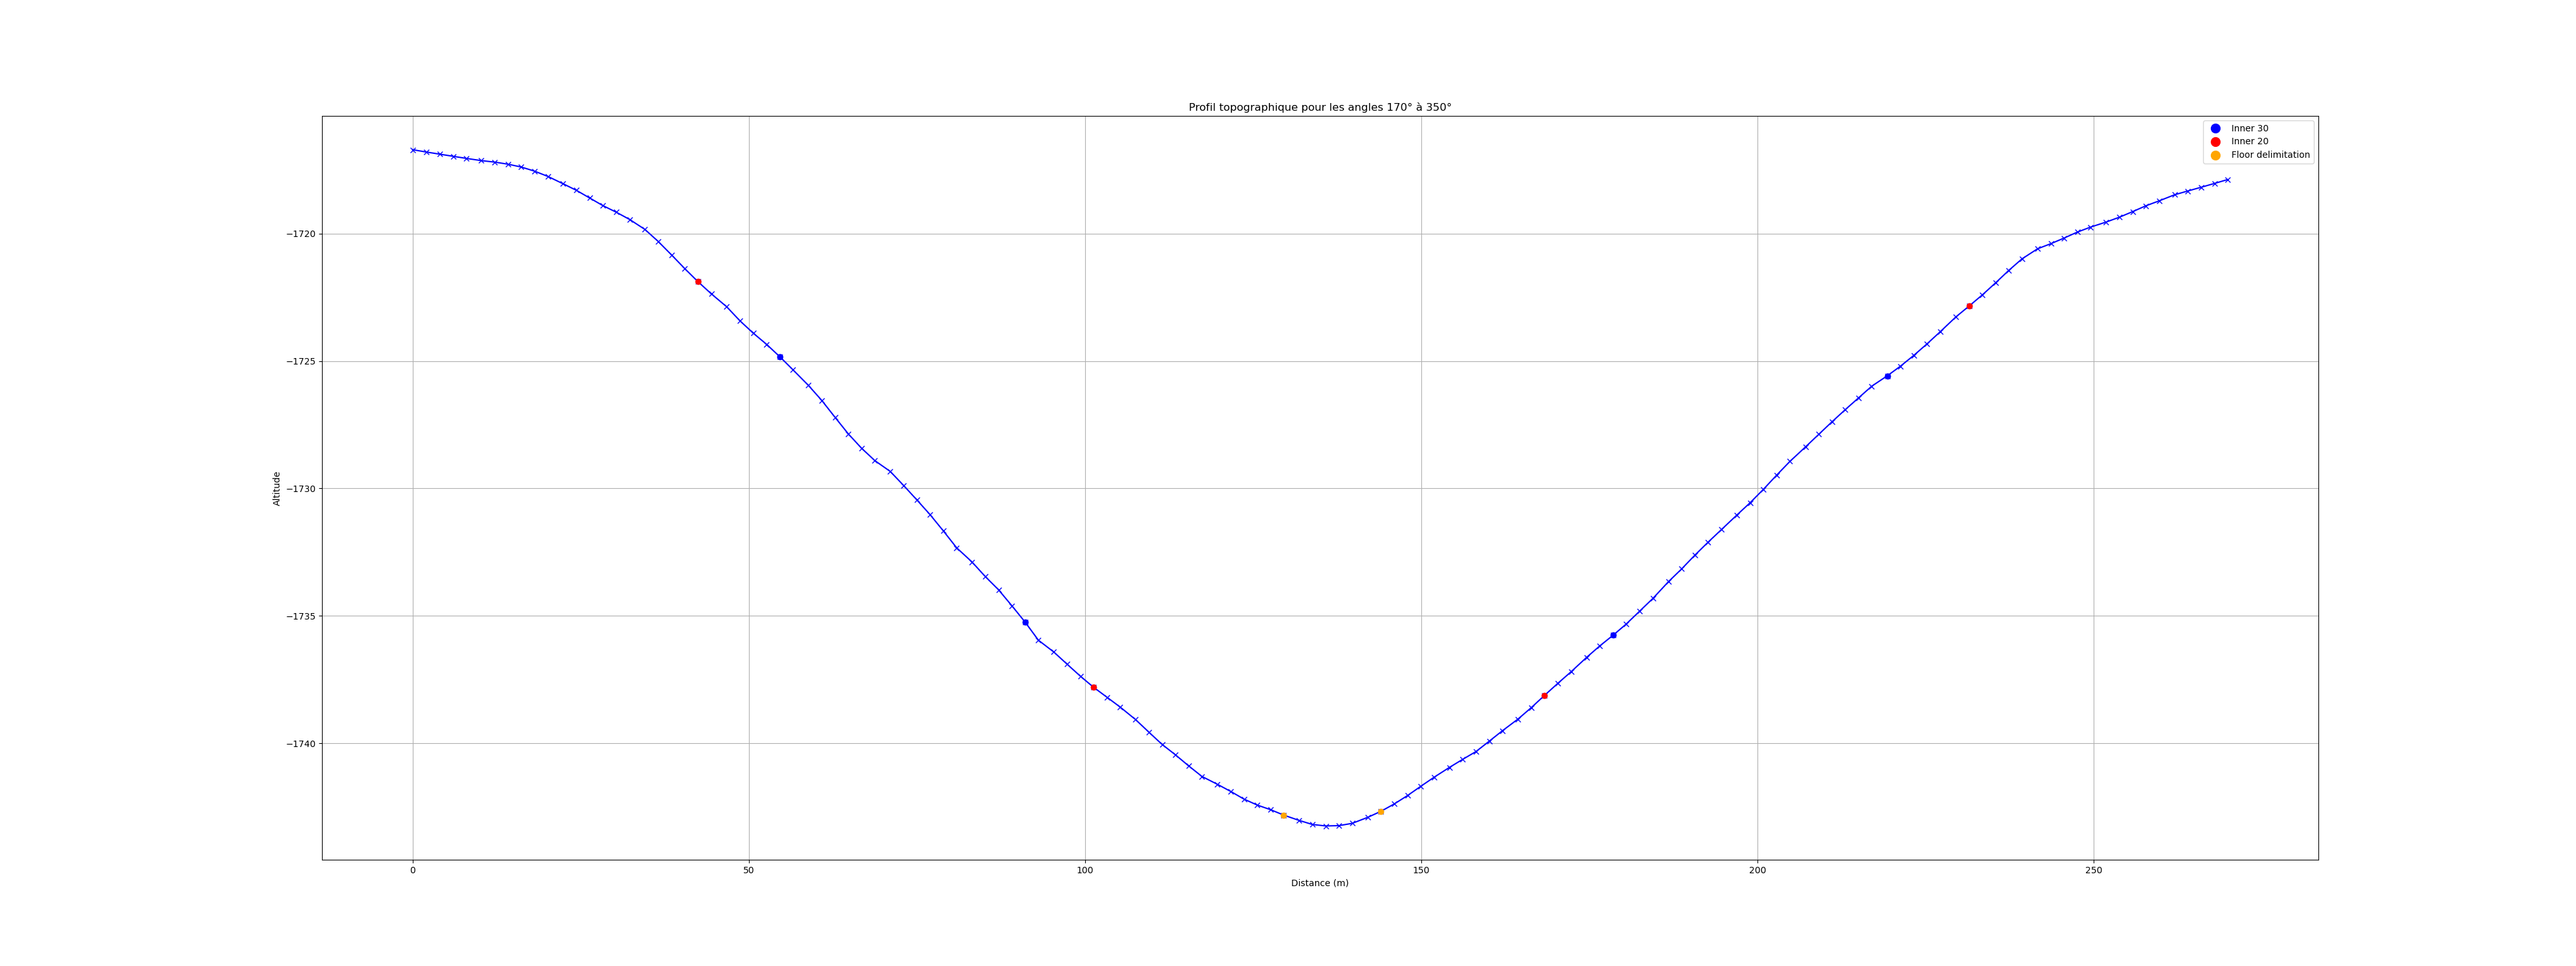 Profil topographique pour les angles 170° à 350°
Inner 30
Inner 20
Floor delimitation
Altitude
−1720
−1725
−1730
−1735
−1740
0 50 100 150 200 250
Distance (m)